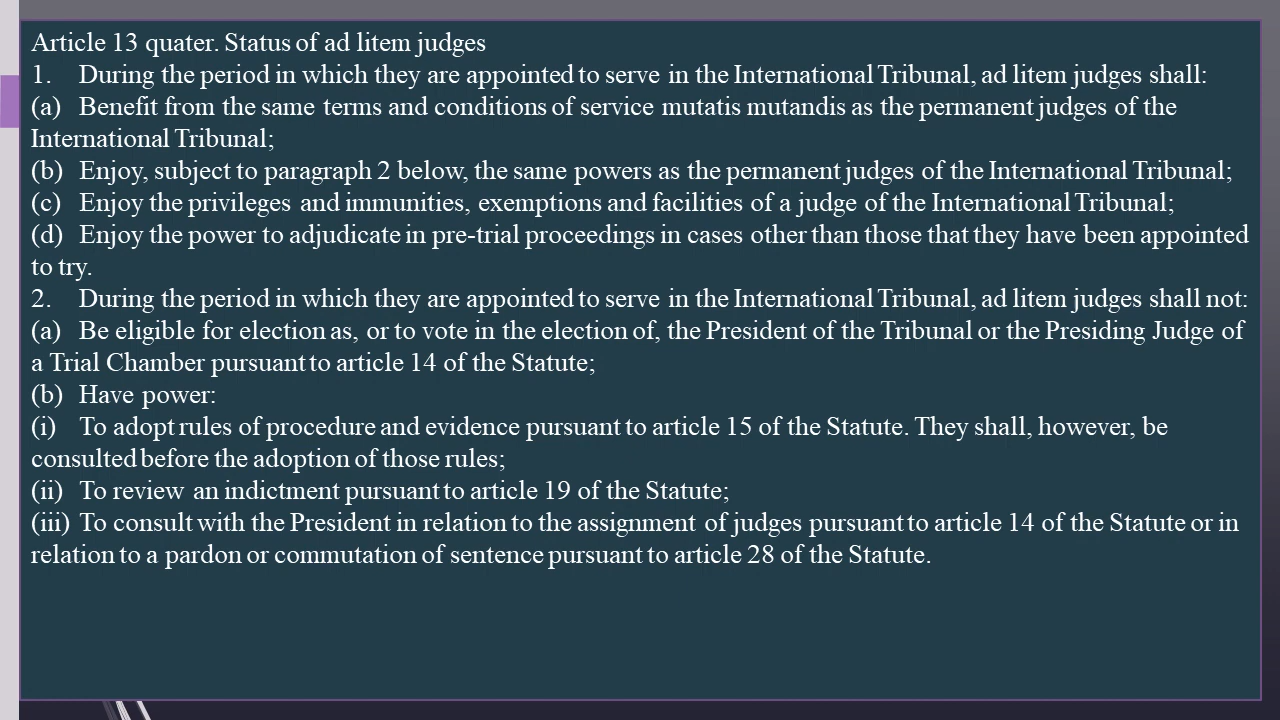 Article 13 quater. Status of ad litem judges
1. During the period in which they are appointed to serve in the International Tribunal, ad litem judges shall:
(a) Benefit from the same terms and conditions of service mutatis mutandis as the permanent judges of the
International Tribunal;
(b) Enjoy, subject to paragraph 2 below, the same powers as the permanent judges of the International Tribunal;
(c) Enjoy the privileges and immunities, exemptions and facilities of a judge of the International Tribunal;
(d) Enjoy the power to adjudicate in pre-trial proceedings in cases other than those that they have been appointed
to try.
2. During the period in which they are appointed to serve in the International Tribunal, ad litem judges shall not:
(a) Be eligible for election as, or to vote in the election of, the President of the Tribunal or the Presiding Judge of
a Trial Chamber pursuant to article 14 of the Statute;
(b) Have power:
(i) To adopt rules of procedure and evidence pursuant to article 15 of the Statute. They shall, however, be
consulted before the adoption of those rules;
(ii) To review an indictment pursuant to article 19 of the Statute;
(iii) To consult with the President in relation to the assignment of judges pursuant to article 14 of the Statute or in
relation to a pardon or commutation of sentence pursuant to article 28 of the Statute.